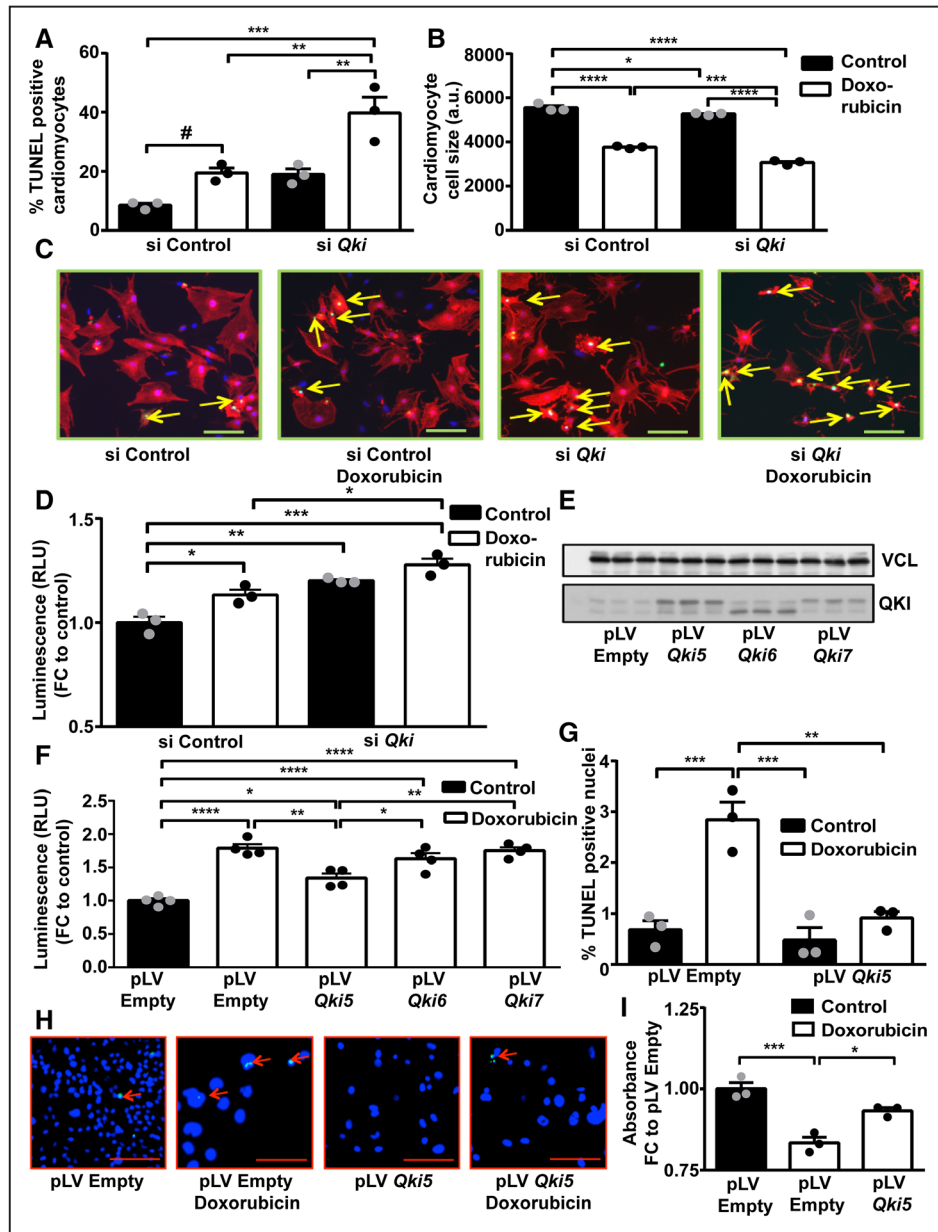 A
% TUNEL positive
cardiomyocytes
60
40
20
0
***
**
**
#
si Control
si Qki
B
Cardiomyocyte
cell size (a.u.)
8000
6000
4000
2000
0
****
*
****
***
****
Control
Doxo-
rubicin
si Control
si Qki
C
si Control
si Control
Doxorubicin
si Qki
si Qki
Doxorubicin
D
Luminescence (RLU)
(FC to control)
1.5
1.0
0.5
*
***
**
*
Control
Doxo-
rubicin
si Control
si Qki
E
VCL
QKI
pLV
Empty
pLV
Qki5
pLV
Qki6
pLV
Qki7
F
Luminescence (RLU)
(FC to control)
2.5
2.0
1.5
1.0
0.5
0.0
****
****
*
**
****
**
*
Control
Doxorubicin
pLV
Empty
pLV
Empty
pLV
Qki5
pLV
Qki6
pLV
Qki7
G
% TUNEL positive nuclei
4
3
2
1
0
**
***
***
Control
Doxorubicin
pLV Empty
pLV Qki5
H
pLV Empty
pLV Empty
Doxorubicin
pLV Qki5
pLV Qki5
Doxorubicin
I
Absorbance
FC to pLV Empty
1.25
1.00
0.75
Control
Doxorubicin
***
*
pLV
Empty
pLV
Empty
pLV
Qki5